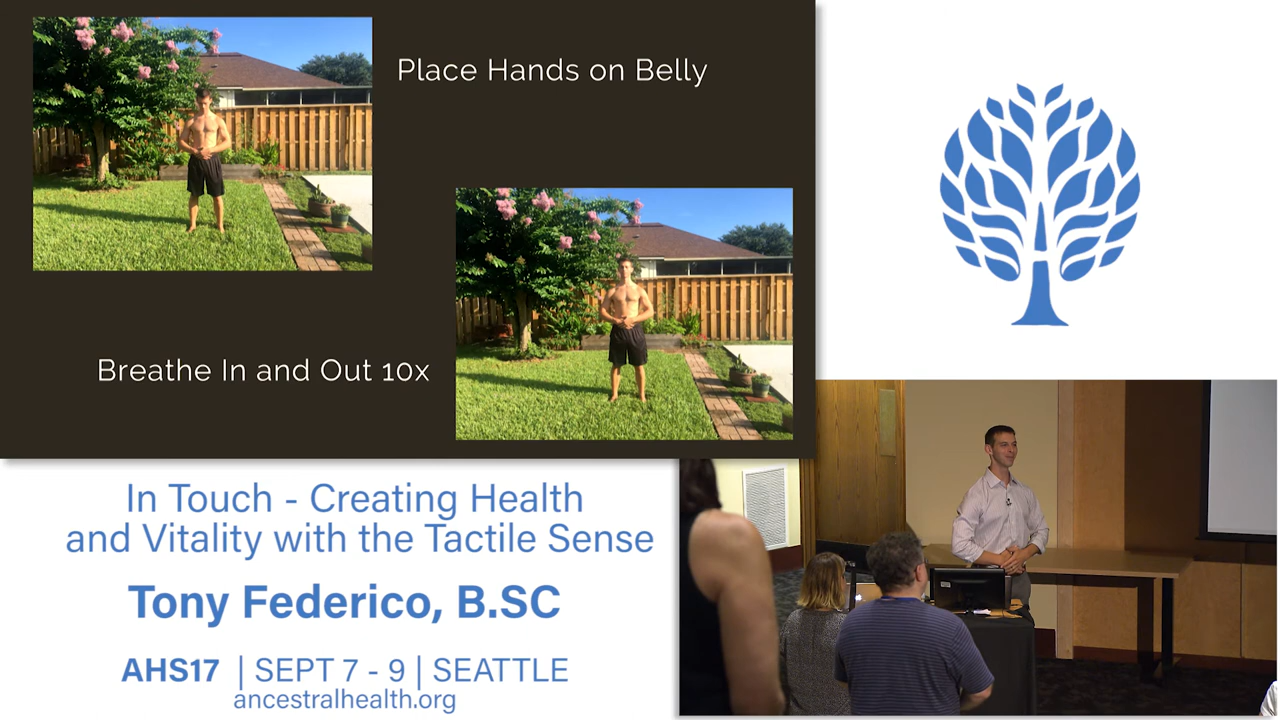 Place Hands on Belly
Breathe In and Out 10x
In Touch - Creating Health
and Vitality with the Tactile Sense
Tony Federico, B.SC
AHS17 | SEPT 7 - 9 | SEATTLE
ancestralhealth.org